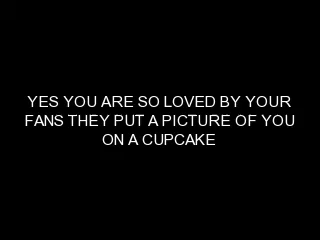 YES YOU ARE SO LOVED BY YOUR
FANS THEY PUT A PICTURE OF YOU
ON A CUPCAKE